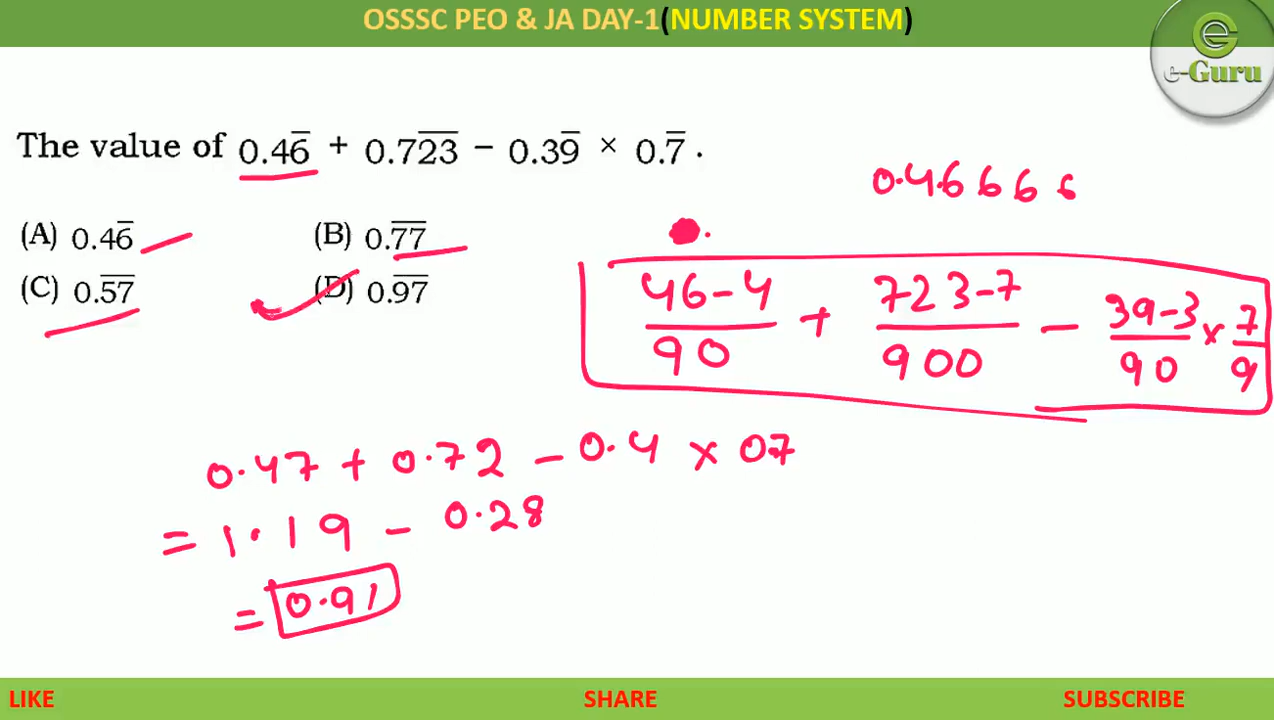 OSSSC PEO & JA DAY-1(NUMBER SYSTEM)
e-Guru
The value of 0.46̅ + 0.72̅3̅ − 0.39̅ × 0.7̅ .
0.46666
(A) 0.46̅ (B) 0.7̅7̅
(C) 0.5̅7̅ (D) 0.9̅7̅
46-4/90 + 723-7/900 - 39-3/90 × 7/9
0.47 + 0.72 - 0.4 × 07
= 1.19 - 0.28
= 0.91
LIKE SHARE SUBSCRIBE